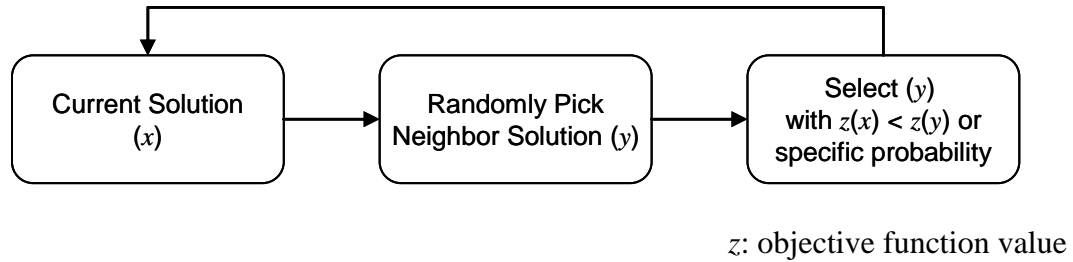 Current Solution
(x)
Randomly Pick
Neighbor Solution (y)
Select (y)
with z(x) < z(y) or
specific probability
z: objective function value